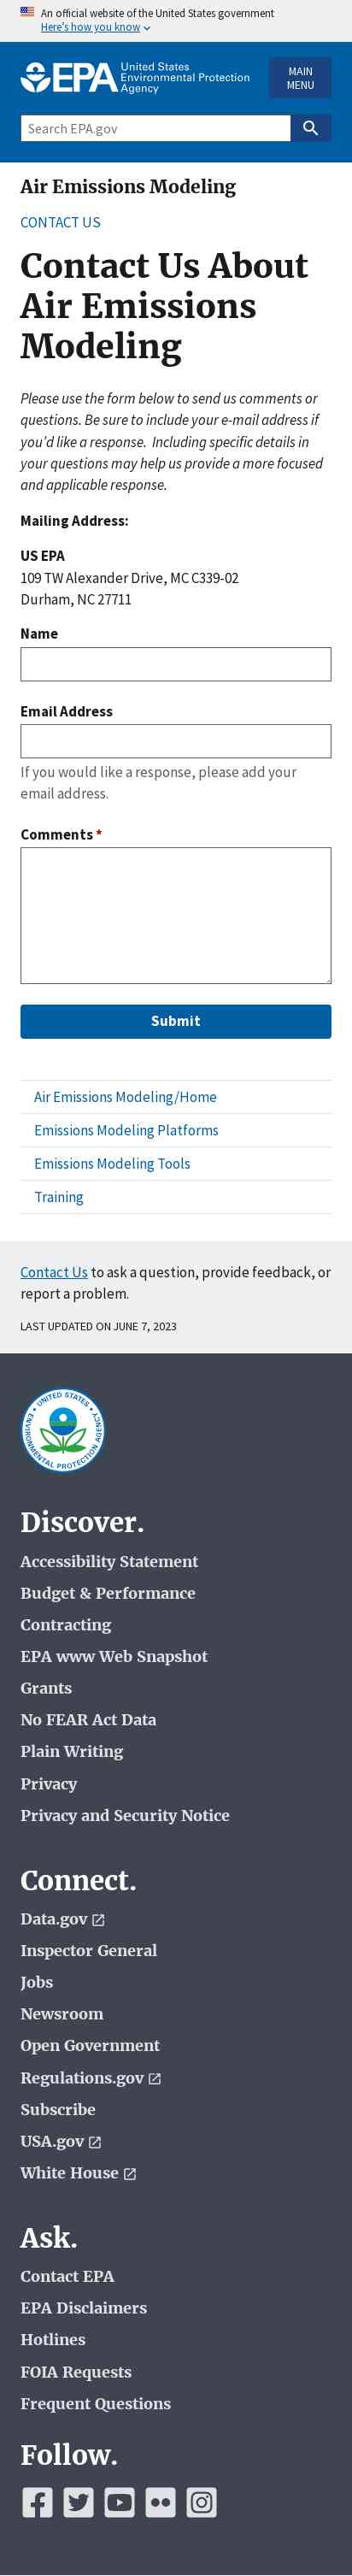 An official website of the United States government
Here's how you know
EPA United States
Environmental Protection
Agency
MAIN
MENU
Search EPA.gov
Air Emissions Modeling
CONTACT US
Contact Us About
Air Emissions
Modeling
Please use the form below to send us comments or
questions. Be sure to include your e-mail address if
you'd like a response.  Including specific details in
your questions may help us provide a more focused
and applicable response.
Mailing Address:
US EPA
109 TW Alexander Drive, MC C339-02
Durham, NC 27711
Name
Email Address
If you would like a response, please add your
email address.
Comments *
Submit
Air Emissions Modeling/Home
Emissions Modeling Platforms
Emissions Modeling Tools
Training
Contact Us to ask a question, provide feedback, or
report a problem.
LAST UPDATED ON JUNE 7, 2023
UNITED STATES
ENVIRONMENTAL PROTECTION AGENCY
Discover.
Accessibility Statement
Budget & Performance
Contracting
EPA www Web Snapshot
Grants
No FEAR Act Data
Plain Writing
Privacy
Privacy and Security Notice
Connect.
Data.gov
Inspector General
Jobs
Newsroom
Open Government
Regulations.gov
Subscribe
USA.gov
White House
Ask.
Contact EPA
EPA Disclaimers
Hotlines
FOIA Requests
Frequent Questions
Follow.